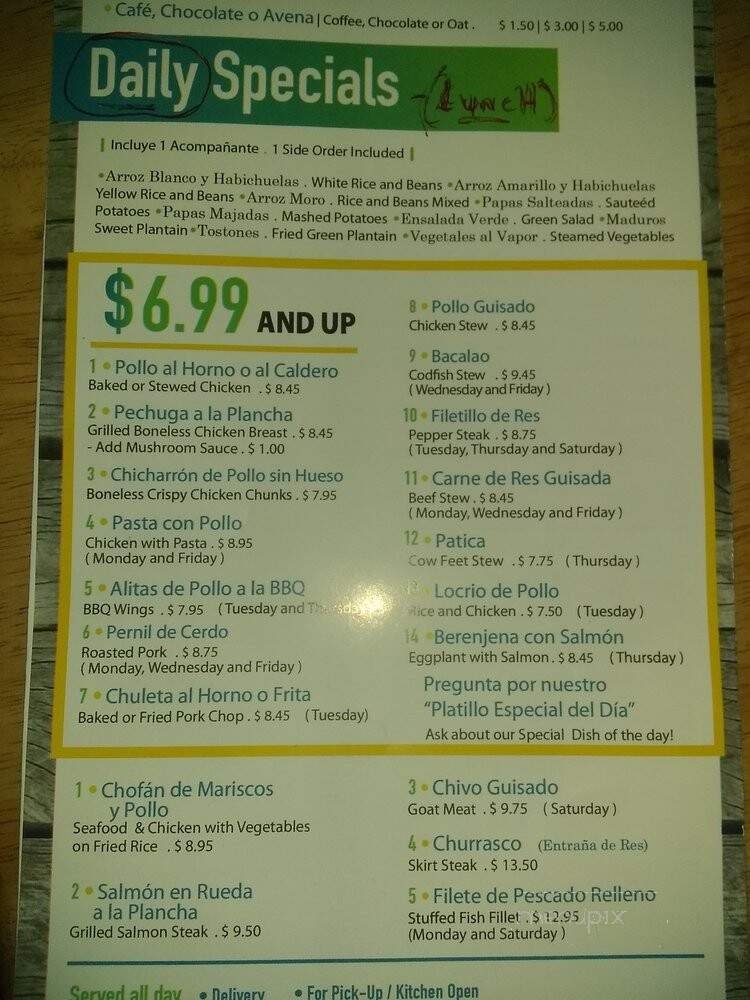 • Café, Chocolate o Avena | Coffee, Chocolate or Oat . $ 1.50 | $ 3.00 | $ 5.00
Daily Specials
| Incluye 1 Acompañante . 1 Side Order Included |
•Arroz Blanco y Habichuelas . White Rice and Beans •Arroz Amarillo y Habichuelas
Yellow Rice and Beans •Arroz Moro . Rice and Beans Mixed •Papas Salteadas . Sauteéd
Potatoes •Papas Majadas . Mashed Potatoes •Ensalada Verde . Green Salad •Maduros
Sweet Plantain •Tostones . Fried Green Plantain •Vegetales al Vapor . Steamed Vegetables
$6.99 AND UP
1 • Pollo al Horno o al Caldero
Baked or Stewed Chicken . $ 8.45
2 • Pechuga a la Plancha
Grilled Boneless Chicken Breast . $ 8.45
- Add Mushroom Sauce . $ 1.00
3 • Chicharrón de Pollo sin Hueso
Boneless Crispy Chicken Chunks . $ 7.95
4 • Pasta con Pollo
Chicken with Pasta . $ 8.95
( Monday and Friday )
5 • Alitas de Pollo a la BBQ
BBQ Wings . $ 7.95 ( Tuesday and Thursday
6 • Pernil de Cerdo
Roasted Pork . $ 8.75
( Monday, Wednesday and Friday )
7 • Chuleta al Horno o Frita
Baked or Fried Pork Chop . $ 8.45 ( Tuesday)
8 • Pollo Guisado
Chicken Stew . $ 8.45
9 • Bacalao
Codfish Stew . $ 9.45
( Wednesday and Friday )
10 • Filetillo de Res
Pepper Steak . $ 8.75
( Tuesday, Thursday and Saturday )
11 • Carne de Res Guisada
Beef Stew . $ 8.45
( Monday, Wednesday and Friday )
12 • Patica
Cow Feet Stew . $ 7.75 ( Thursday )
• Locrio de Pollo
Rice and Chicken . $ 7.50 ( Tuesday )
14 •Berenjena con Salmón
Eggplant with Salmon . $ 8.45 ( Thursday )
Pregunta por nuestro
“Platillo Especial del Día”
Ask about our Special Dish of the day!
1 • Chofán de Mariscos
y Pollo
Seafood & Chicken with Vegetables
on Fried Rice . $ 8.95
2 • Salmón en Rueda
a la Plancha
Grilled Salmon Steak . $ 9.50
3 • Chivo Guisado
Goat Meat . $ 9.75 ( Saturday )
4 • Churrasco (Entraña de Res)
Skirt Steak . $ 13.50
5 • Filete de Pescado Relleno
Stuffed Fish Fillet . $ 12.95
(Monday and Saturday )
Served all day • Delivery • For Pick-Up / Kitchen Open